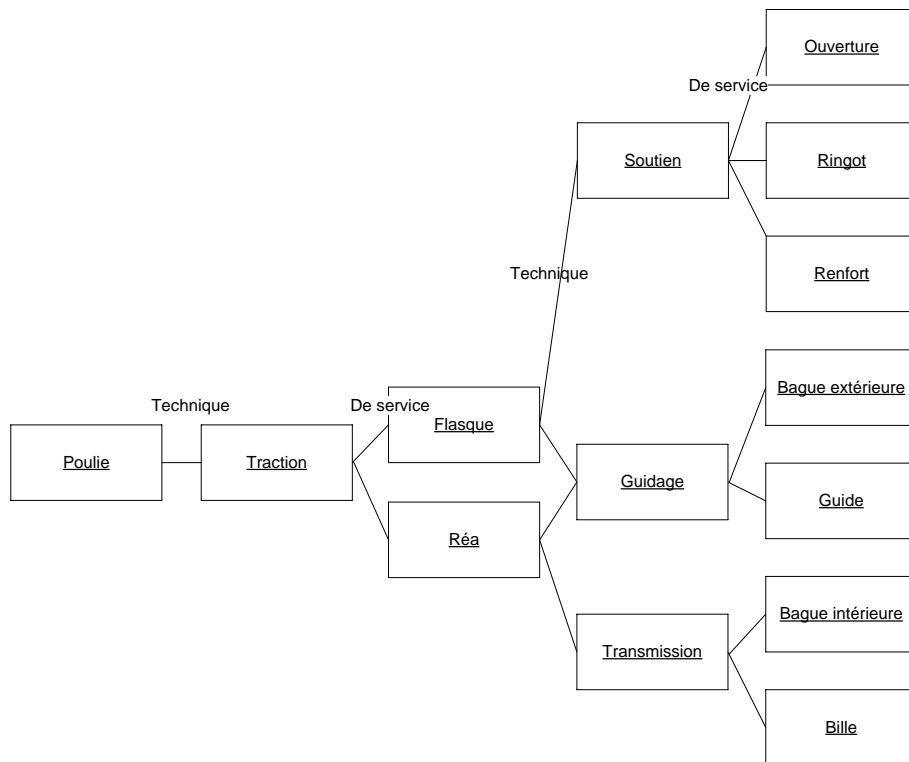 Ouverture
De service
Soutien
Ringot
Renfort
Technique
Bague extérieure
Technique
De service
Flasque
Poulie
Traction
Guidage
Guide
Réa
Bague intérieure
Transmission
Bille